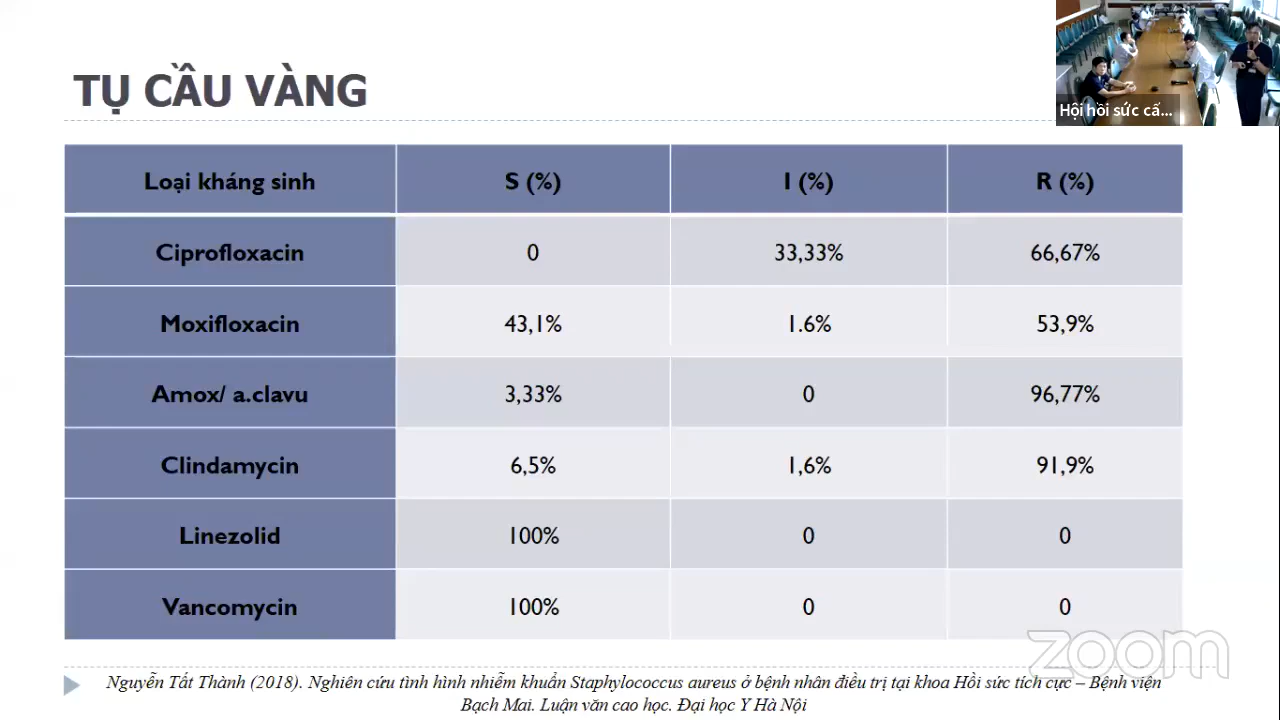 TỤ CẦU VÀNG
Hội hồi sức cấ...
Loại kháng sinh S (%) I (%) R (%)
Ciprofloxacin 0 33,33% 66,67%
Moxifloxacin 43,1% 1.6% 53,9%
Amox/ a.clavu 3,33% 0 96,77%
Clindamycin 6,5% 1,6% 91,9%
Linezolid 100% 0 0
Vancomycin 100% 0 0
zoom
Nguyễn Tất Thành (2018). Nghiên cứu tình hình nhiễm khuẩn Staphylococcus aureus ở bệnh nhân điều trị tại khoa Hồi sức tích cực – Bệnh viện
Bạch Mai. Luận văn cao học. Đại học Y Hà Nội